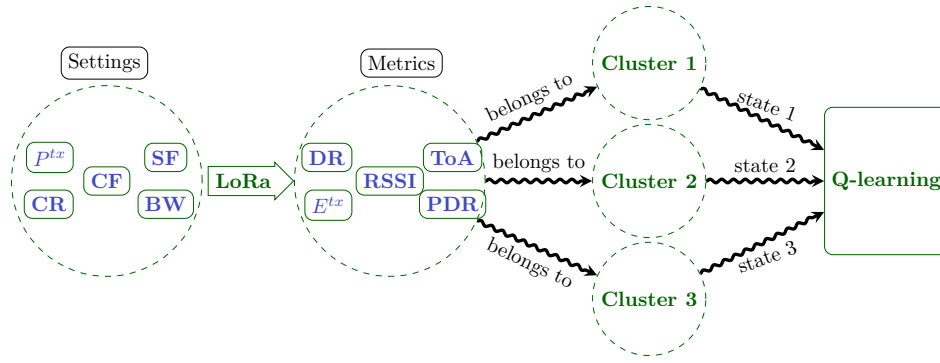 Settings
P^{tx}
SF
CF
CR
BW
LoRa
Metrics
DR
ToA
RSSI
E^{tx}
PDR
belongs to
belongs to
belongs to
Cluster 1
Cluster 2
Cluster 3
state 1
state 2
state 3
Q-learning